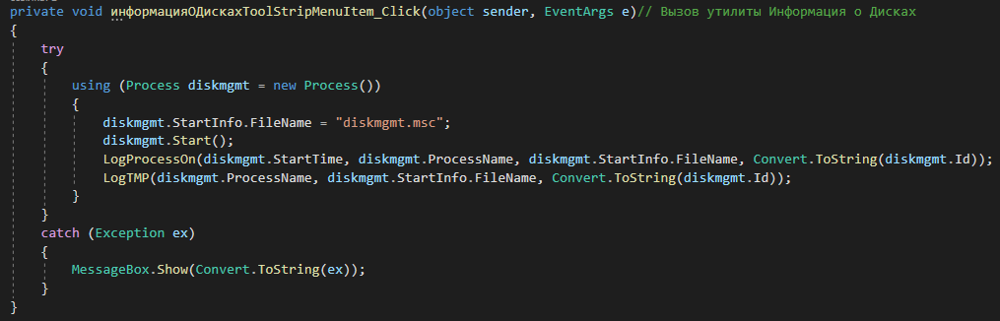 private void информацияОДискахToolStripMenuItem_Click(object sender, EventArgs e)// Вызов утилиты Информация о Дисках
{
try
{
using (Process diskmgmt = new Process())
{
diskmgmt.StartInfo.FileName = "diskmgmt.msc";
diskmgmt.Start();
LogProcessOn(diskmgmt.StartTime, diskmgmt.ProcessName, diskmgmt.StartInfo.FileName, Convert.ToString(diskmgmt.Id));
LogTMP(diskmgmt.ProcessName, diskmgmt.StartInfo.FileName, Convert.ToString(diskmgmt.Id));
}
}
catch (Exception ex)
{
MessageBox.Show(Convert.ToString(ex));
}
}